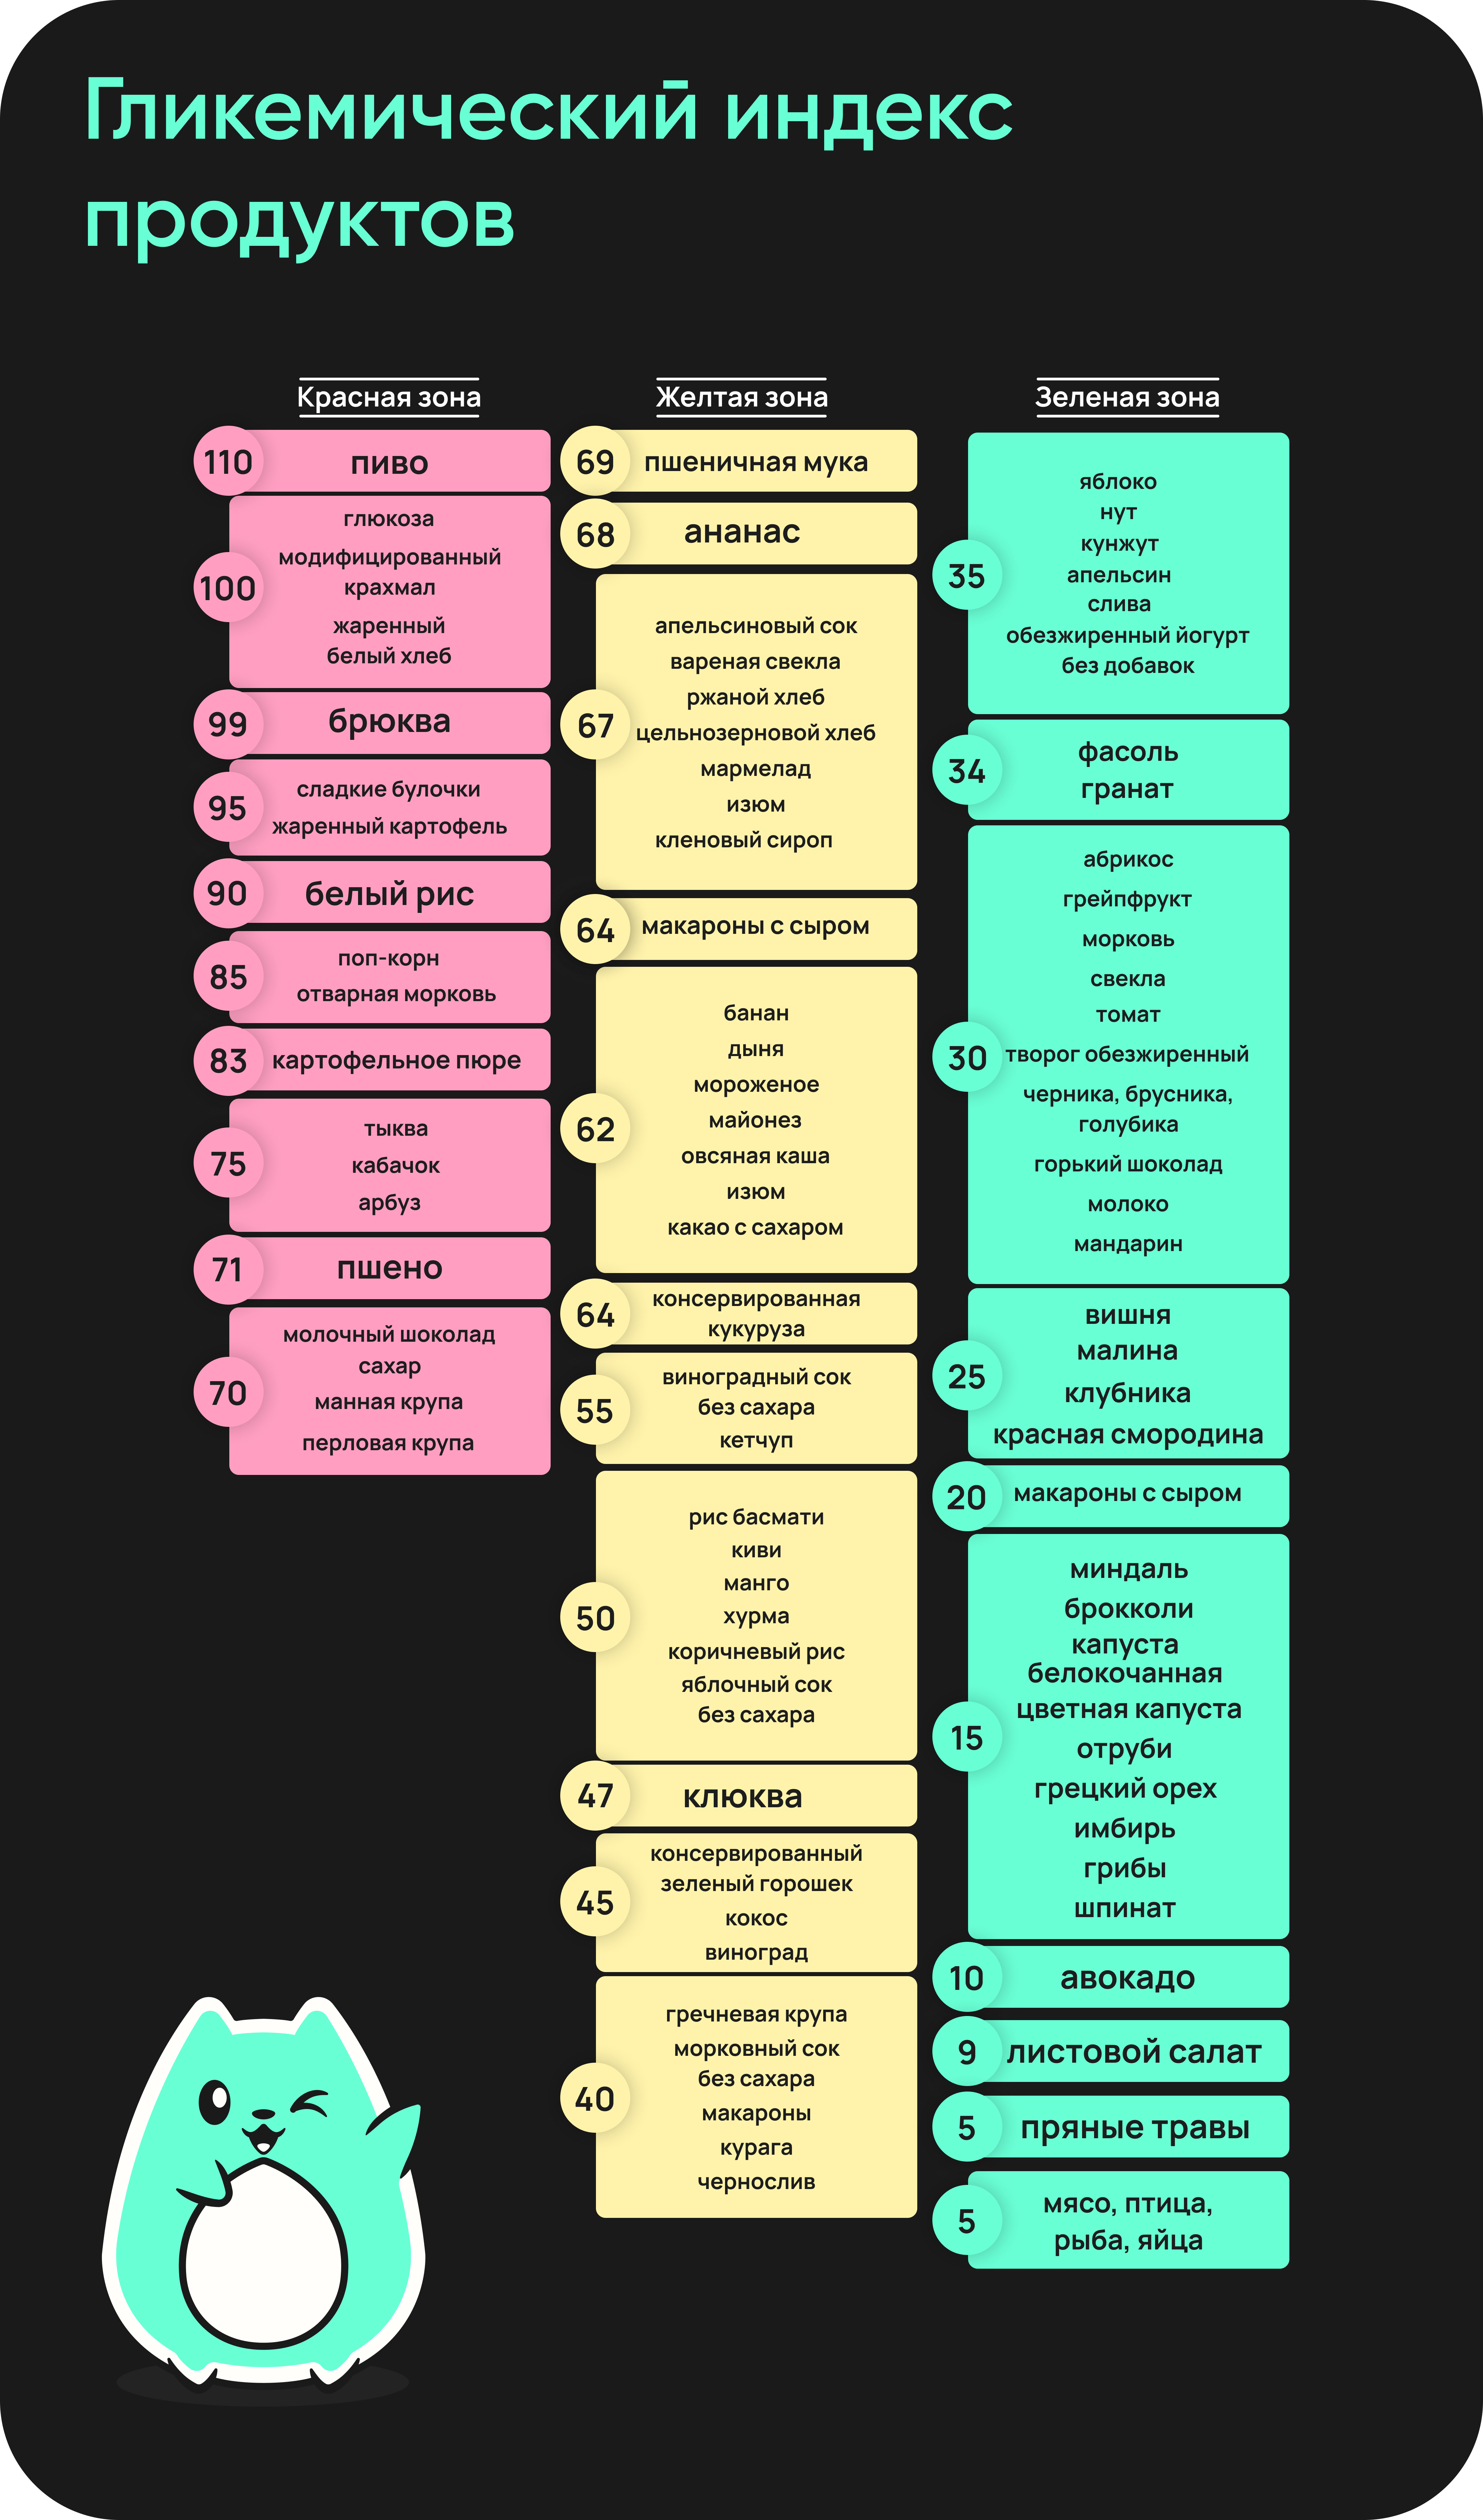 Гликемический индекс
продуктов
Красная зона
110
пиво
100
глюкоза
модифицированный
крахмал
жаренный
белый хлеб
99
брюква
95
сладкие булочки
жаренный картофель
90
белый рис
85
поп-корн
отварная морковь
83
картофельное пюре
75
тыква
кабачок
арбуз
71
пшено
70
молочный шоколад
сахар
манная крупа
перловая крупа
Желтая зона
69
пшеничная мука
68
ананас
67
апельсиновый сок
вареная свекла
ржаной хлеб
цельнозерновой хлеб
мармелад
изюм
кленовый сироп
64
макароны с сыром
62
банан
дыня
мороженое
майонез
овсяная каша
изюм
какао с сахаром
64
консервированная
кукуруза
55
виноградный сок
без сахара
кетчуп
50
рис басмати
киви
манго
хурма
коричневый рис
яблочный сок
без сахара
47
клюква
45
консервированный
зеленый горошек
кокос
виноград
40
гречневая крупа
морковный сок
без сахара
макароны
курага
чернослив
Зеленая зона
35
яблоко
нут
кунжут
апельсин
слива
обезжиренный йогурт
без добавок
34
фасоль
гранат
30
абрикос
грейпфрукт
морковь
свекла
томат
творог обезжиренный
черника, брусника,
голубика
горький шоколад
молоко
мандарин
25
вишня
малина
клубника
красная смородина
20
макароны с сыром
15
миндаль
брокколи
капуста
белокочанная
цветная капуста
отруби
грецкий орех
имбирь
грибы
шпинат
10
авокадо
9
листовой салат
5
пряные травы
5
мясо, птица,
рыба, яйца